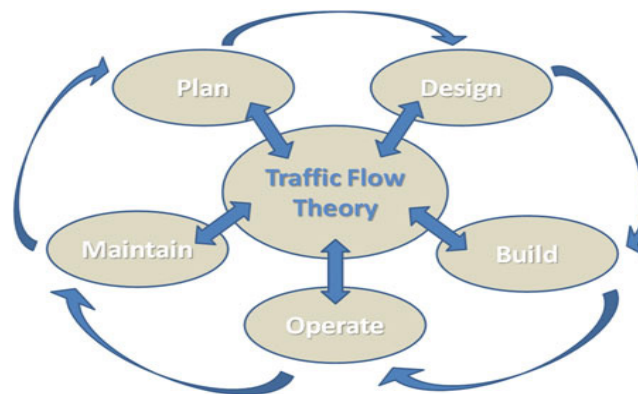 Plan
Design
Traffic Flow
Theory
Maintain
Build
Operate